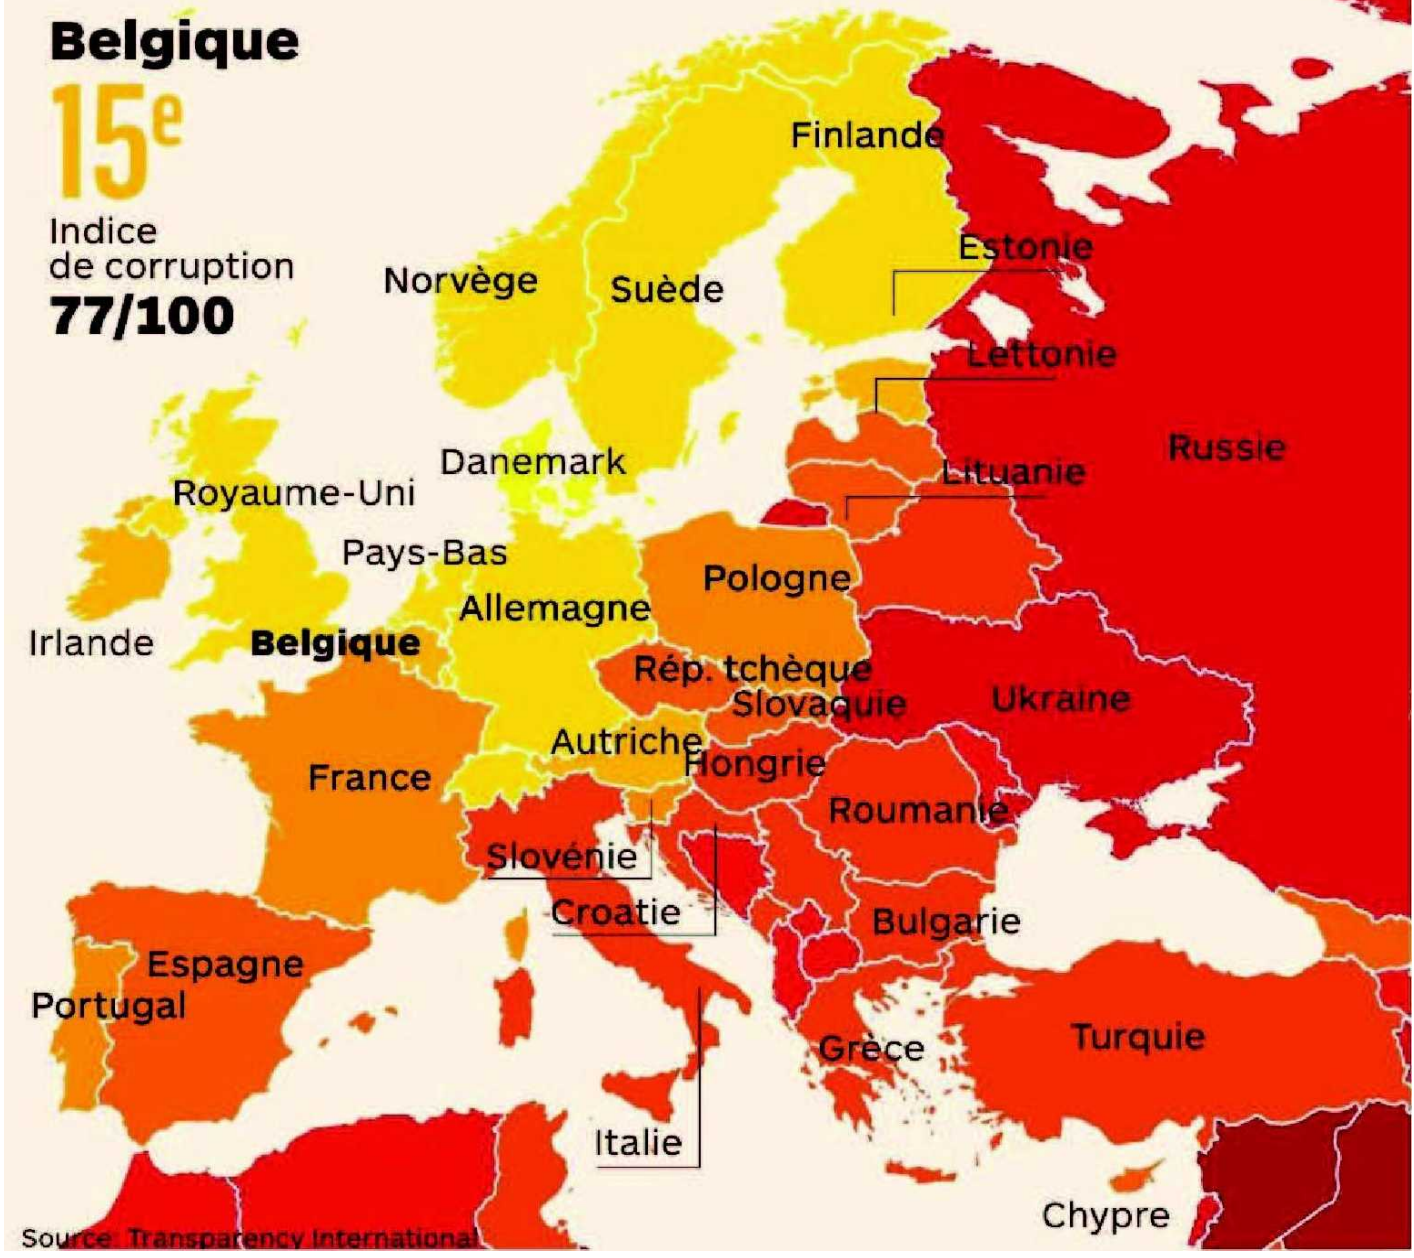 Belgique
15e
Indice
de corruption
77/100
Finlande
Estonie
Norvège
Suède
Lettonie
Russie
Danemark
Lituanie
Royaume-Uni
Pays-Bas
Pologne
Allemagne
Irlande
Belgique
Rép. tchèque
Slovaquie
Ukraine
Autriche
Hongrie
France
Roumanie
Slovénie
Croatie
Bulgarie
Espagne
Portugal
Turquie
Grèce
Italie
Chypre
Source: Transparency International